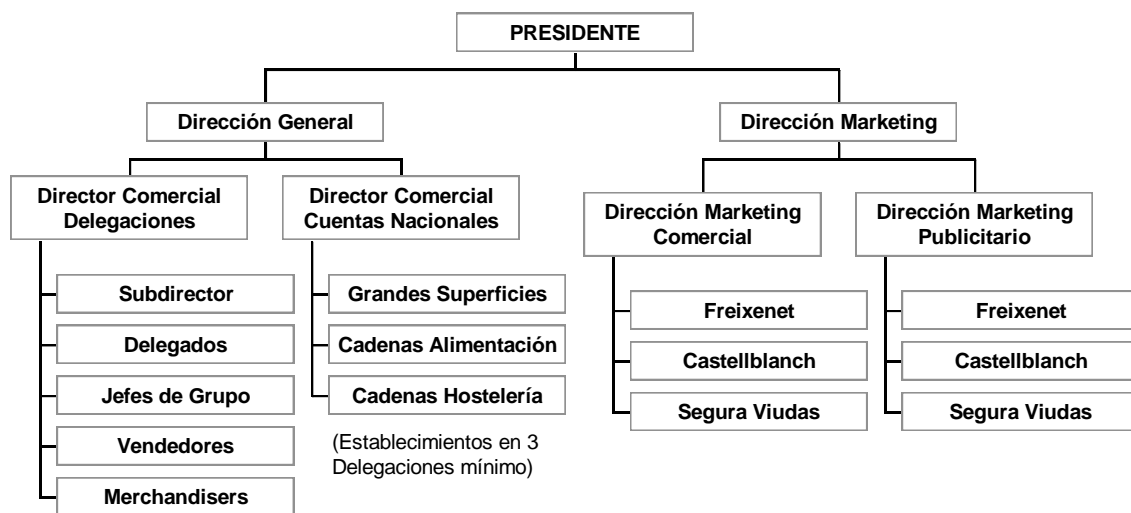 PRESIDENTE
Dirección General
Dirección Marketing
Director Comercial
Delegaciones
Director Comercial
Cuentas Nacionales
Dirección Marketing
Comercial
Dirección Marketing
Publicitario
Subdirector
Delegados
Jefes de Grupo
Vendedores
Merchandisers
Grandes Superficies
Cadenas Alimentación
Cadenas Hostelería
(Establecimientos en 3
Delegaciones mínimo)
Freixenet
Castellblanch
Segura Viudas
Freixenet
Castellblanch
Segura Viudas